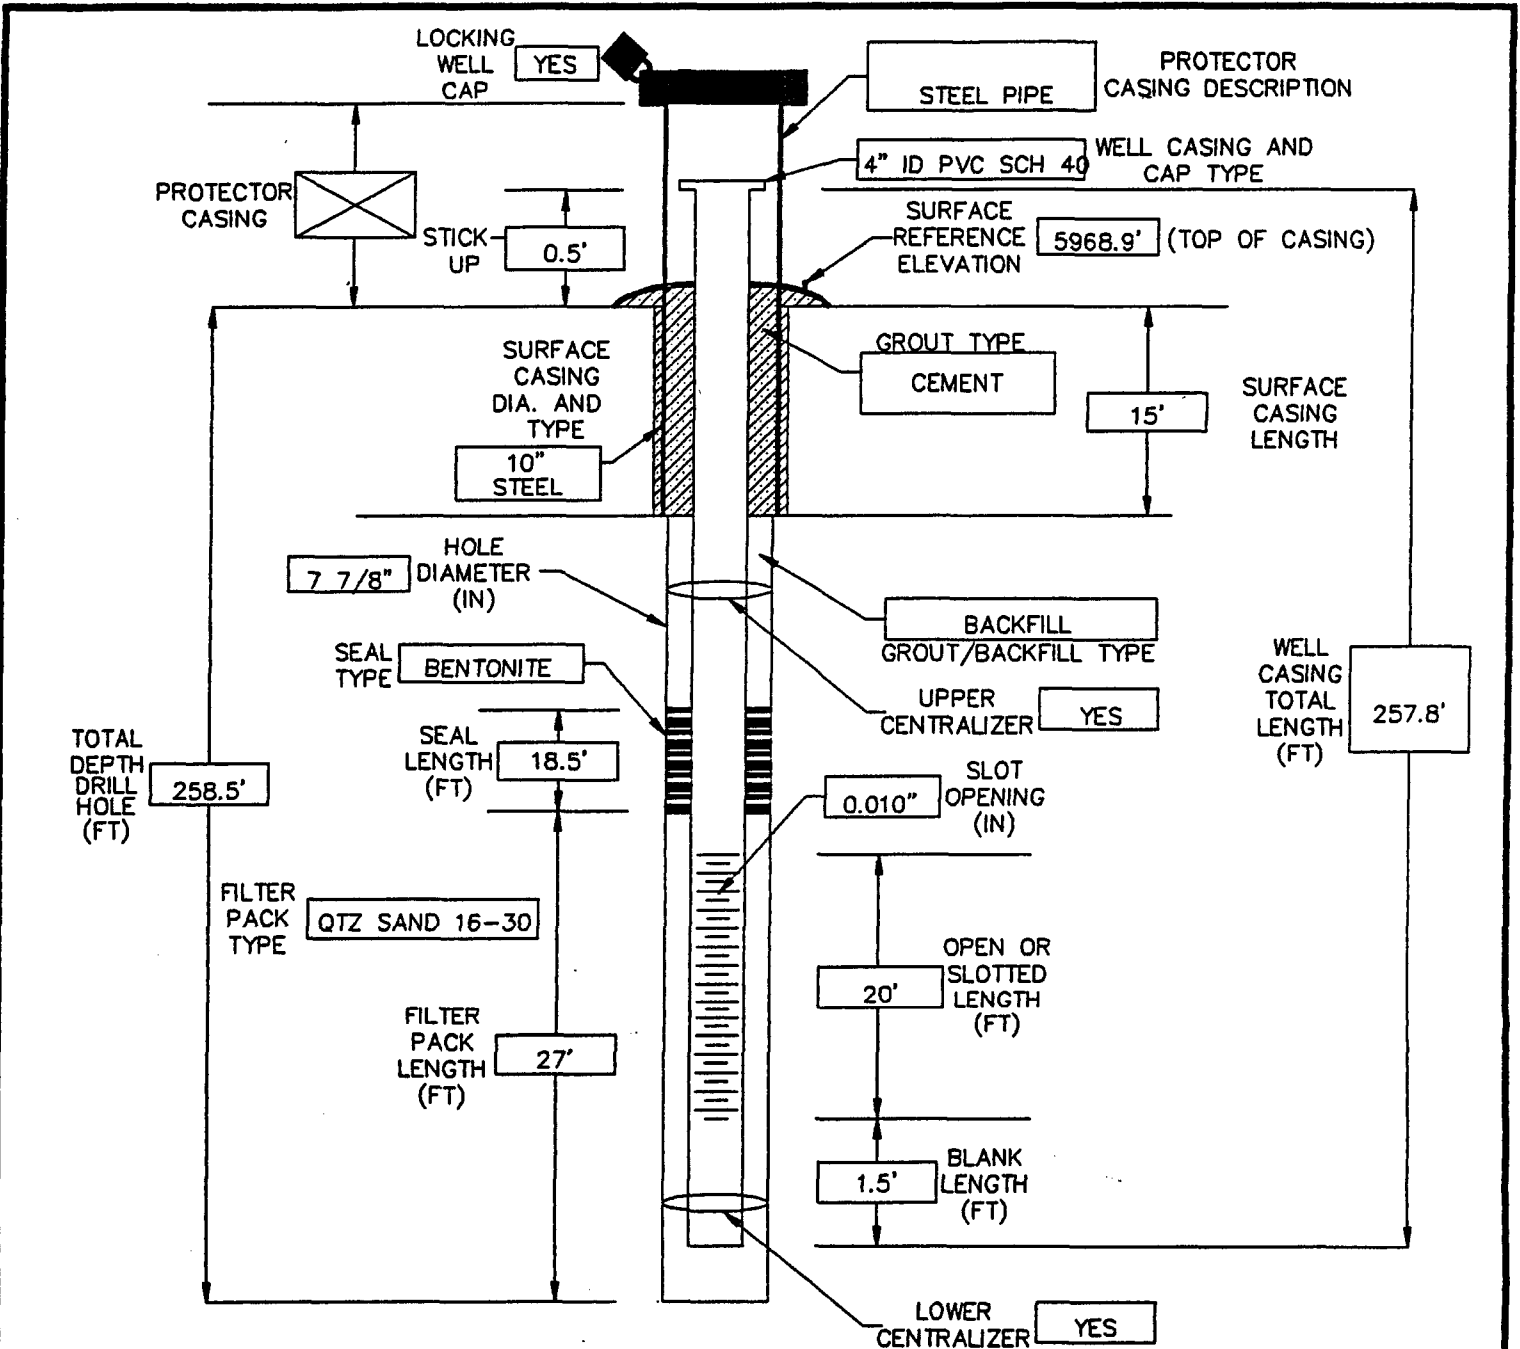 LOCKING
WELL
CAP
YES
STEEL PIPE
PROTECTOR
CASING DESCRIPTION
4" ID PVC SCH 40
WELL CASING AND
CAP TYPE
PROTECTOR
CASING
STICK
UP
0.5'
SURFACE
REFERENCE
ELEVATION
5968.9'
(TOP OF CASING)
SURFACE
CASING
DIA. AND
TYPE
10"
STEEL
GROUT TYPE
CEMENT
15'
SURFACE
CASING
LENGTH
7 7/8"
HOLE
DIAMETER
(IN)
BACKFILL
GROUT/BACKFILL TYPE
SEAL
TYPE
BENTONITE
UPPER
CENTRALIZER
YES
WELL
CASING
TOTAL
LENGTH
(FT)
257.8'
TOTAL
DEPTH
DRILL
HOLE
(FT)
258.5'
SEAL
LENGTH
(FT)
18.5'
0.010"
SLOT
OPENING
(IN)
FILTER
PACK
TYPE
QTZ SAND 16-30
20'
OPEN OR
SLOTTED
LENGTH
(FT)
FILTER
PACK
LENGTH
(FT)
27'
1.5'
BLANK
LENGTH
(FT)
LOWER
CENTRALIZER
YES